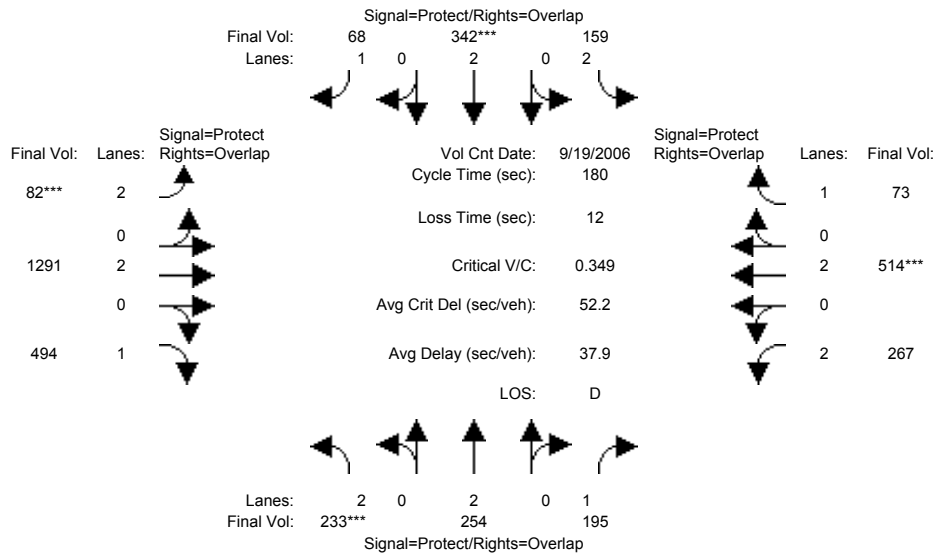 Signal=Protect/Rights=Overlap
Final Vol: 68 342*** 159
Lanes: 1 0 2 0 2
Signal=Protect Signal=Protect
Final Vol: Lanes: Rights=Overlap Vol Cnt Date: 9/19/2006 Rights=Overlap Lanes: Final Vol:
Cycle Time (sec): 180
82*** 2 1 73
Loss Time (sec): 12
0 0
1291 2 Critical V/C: 0.349 2 514***
0 Avg Crit Del (sec/veh): 52.2 0
494 1 Avg Delay (sec/veh): 37.9 2 267
LOS: D
Lanes: 2 0 2 0 1
Final Vol: 233*** 254 195
Signal=Protect/Rights=Overlap